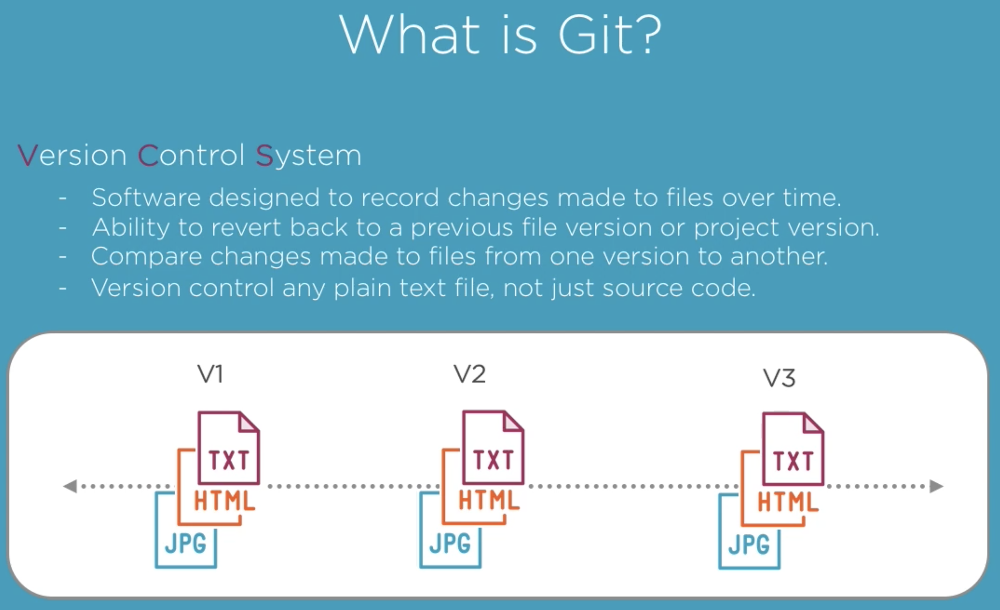 What is Git?
Version Control System
- Software designed to record changes made to files over time.
- Ability to revert back to a previous file version or project version.
- Compare changes made to files from one version to another.
- Version control any plain text file, not just source code.
V1
V2
V3
TXT
HTML
JPG
TXT
HTML
JPG
TXT
HTML
JPG